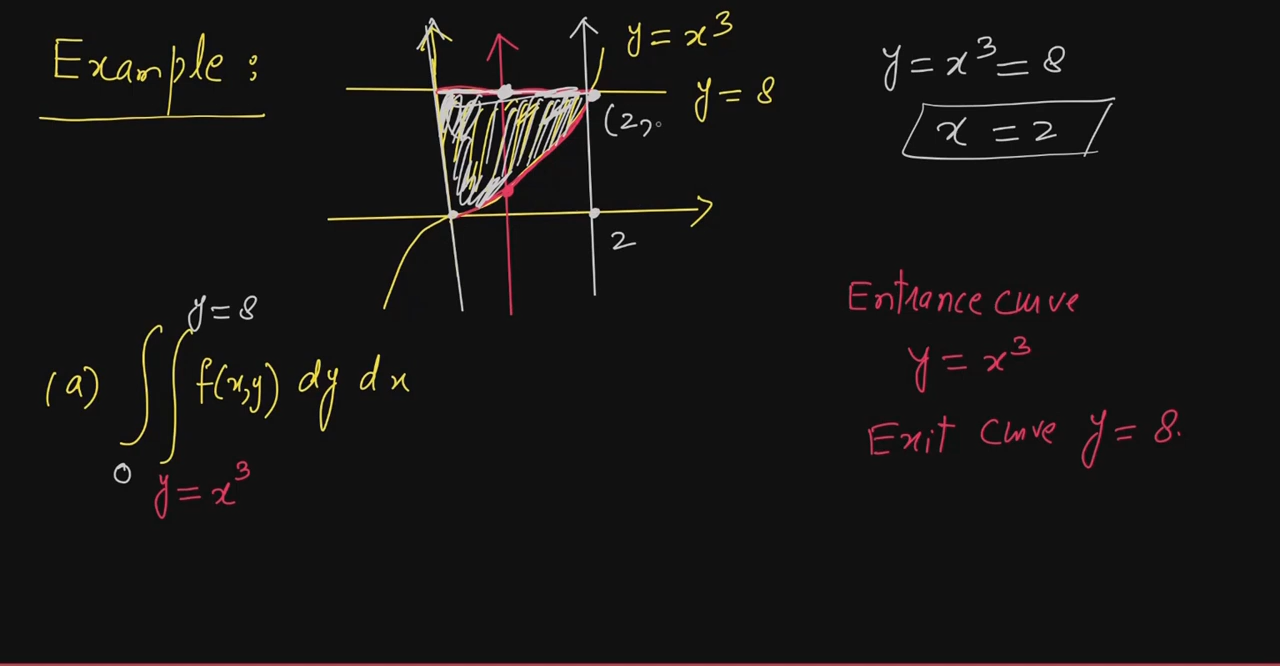 Example :
y = x³
y = 8
(2,
2
y = x³ = 8
x = 2
y = 8
(a) ∫∫ f(x,y) dy dx
0
y = x³
Entrance curve
y = x³
Exit Curve y = 8.